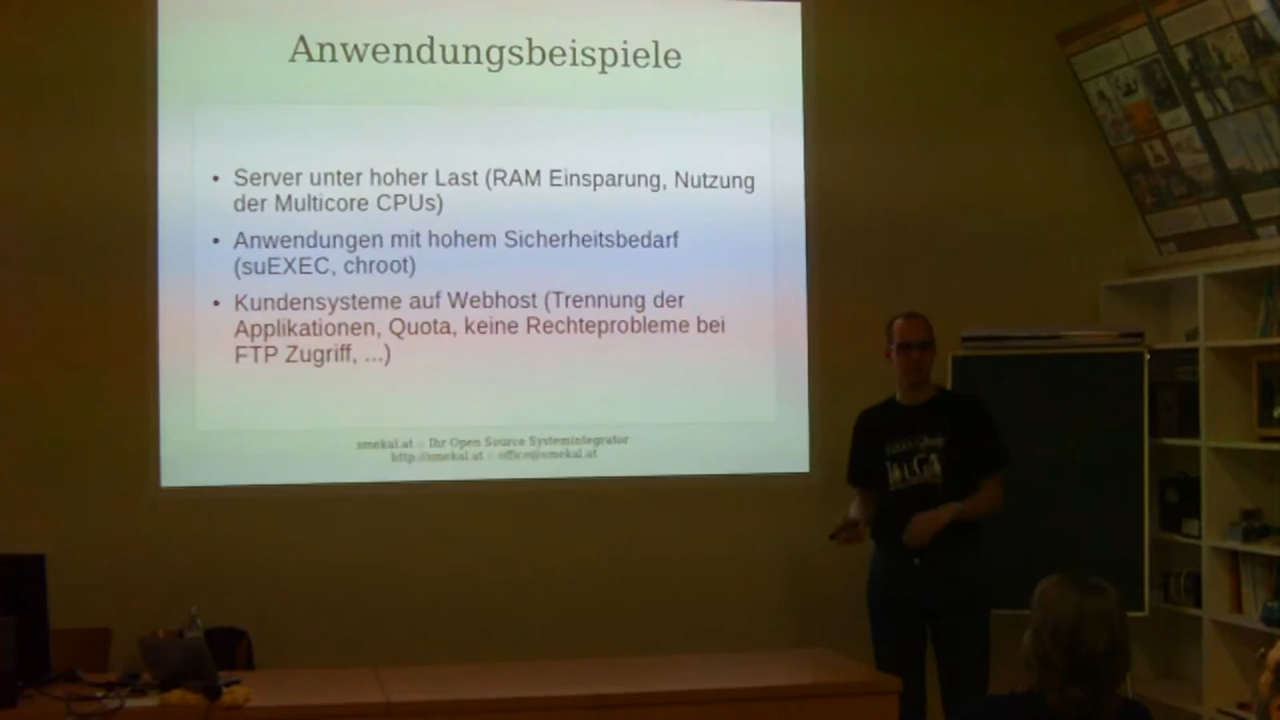 Anwendungsbeispiele
• Server unter hoher Last (RAM Einsparung, Nutzung
der Multicore CPUs)
• Anwendungen mit hohem Sicherheitsbedarf
(suEXEC, chroot)
• Kundensysteme auf Webhost (Trennung der
Applikationen, Quota, keine Rechteprobleme bei
FTP Zugriff, ...)
smekal.at :: Ihr Open Source Systemintegrator
http://smekal.at :: office@smekal.at